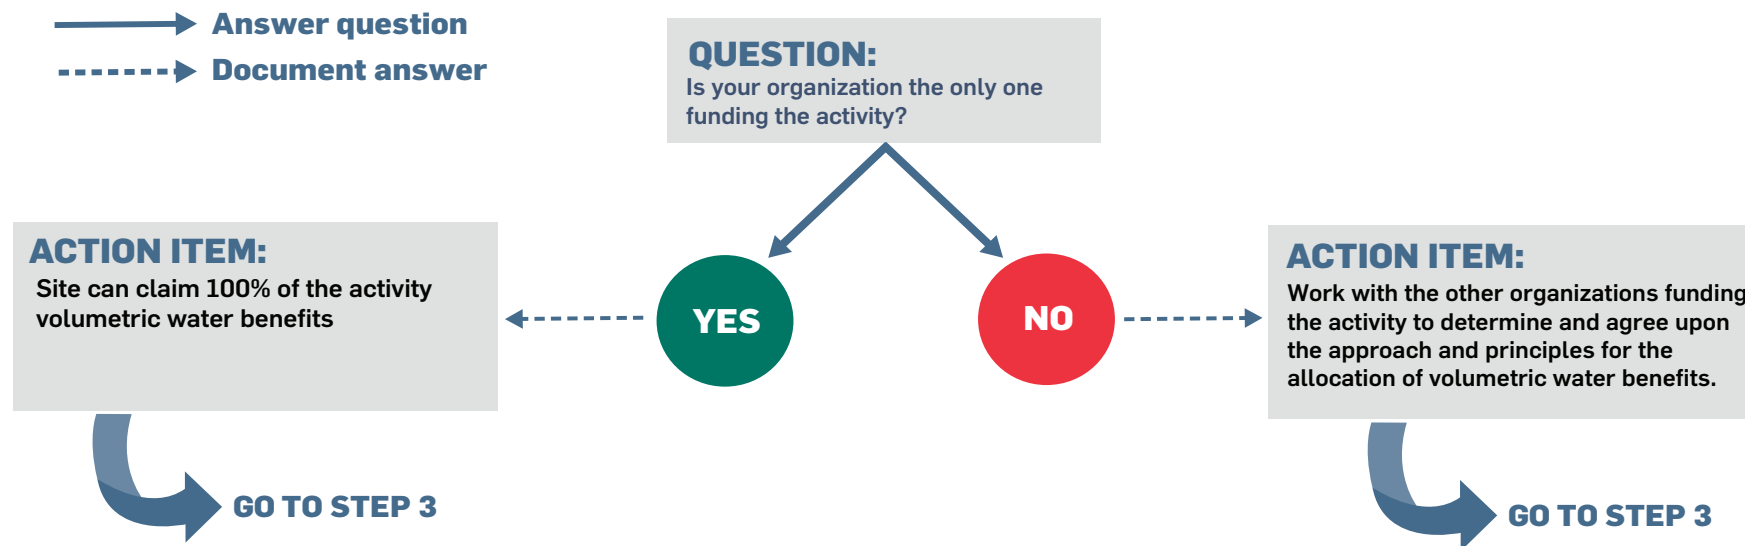 Answer question
Document answer
QUESTION:
Is your organization the only one
funding the activity?
YES
NO
ACTION ITEM:
Site can claim 100% of the activity
volumetric water benefits
GO TO STEP 3
ACTION ITEM:
Work with the other organizations funding
the activity to determine and agree upon
the approach and principles for the
allocation of volumetric water benefits.
GO TO STEP 3